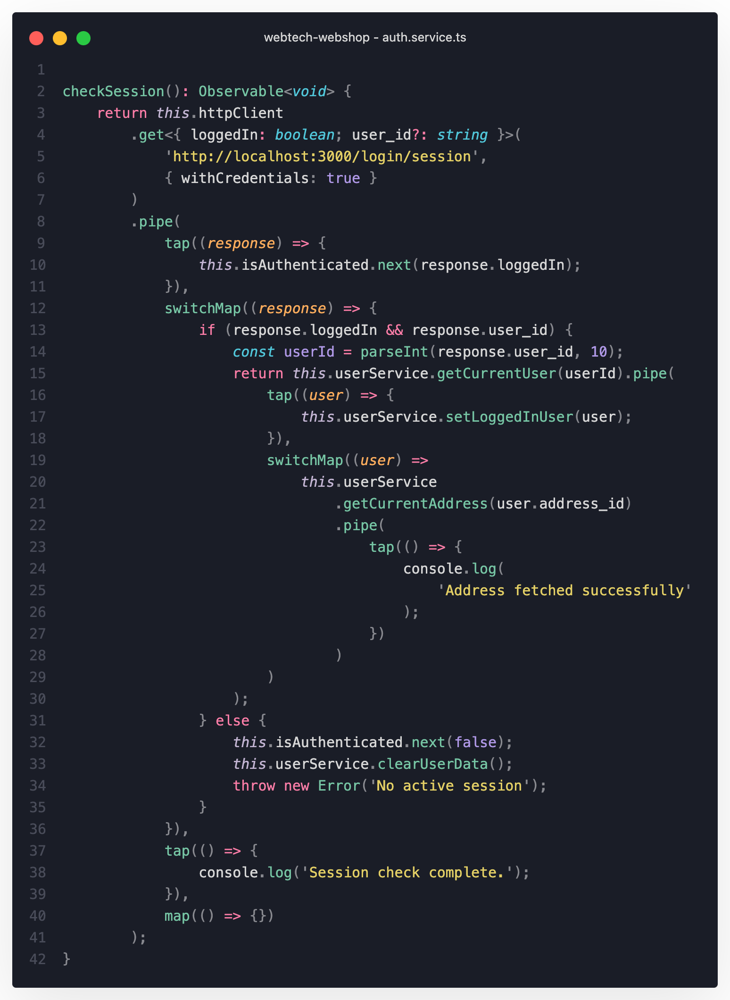 webtech-webshop - auth.service.ts
1
2 checkSession(): Observable<void> {
3     return this.httpClient
4         .get<{ loggedIn: boolean; user_id?: string }>(
5             'http://localhost:3000/login/session',
6             { withCredentials: true }
7         )
8         .pipe(
9             tap((response) => {
10                 this.isAuthenticated.next(response.loggedIn);
11             }),
12             switchMap((response) => {
13                 if (response.loggedIn && response.user_id) {
14                     const userId = parseInt(response.user_id, 10);
15                     return this.userService.getCurrentUser(userId).pipe(
16                         tap((user) => {
17                             this.userService.setLoggedInUser(user);
18                         }),
19                         switchMap((user) =>
20                             this.userService
21                                 .getCurrentAddress(user.address_id)
22                                 .pipe(
23                                     tap(() => {
24                                         console.log(
25                                             'Address fetched successfully'
26                                         );
27                                     })
28                                 )
29                         )
30                     );
31                 } else {
32                     this.isAuthenticated.next(false);
33                     this.userService.clearUserData();
34                     throw new Error('No active session');
35                 }
36             }),
37             tap(() => {
38                 console.log('Session check complete.');
39             }),
40             map(() => {})
41         );
42 }